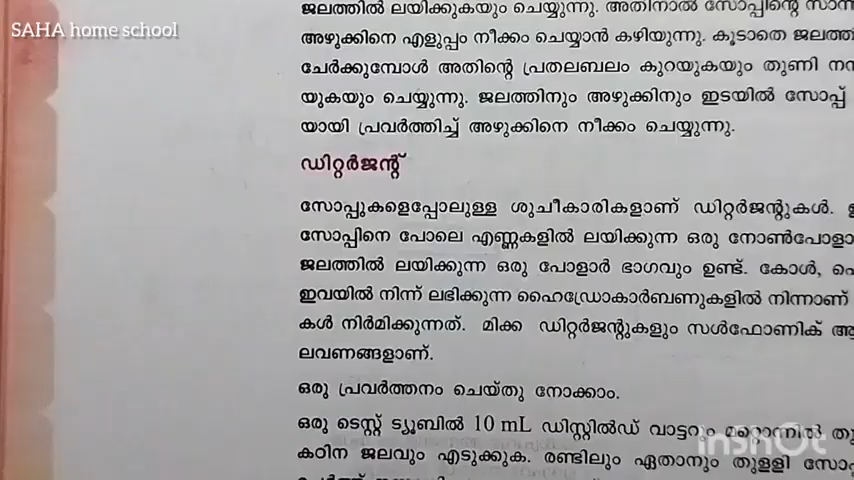 SAHA home school
ജലത്തിൽ ലയിക്കുകയും ചെയ്യുന്നു. അതിനാൽ സോപ്പിന്റെ
അഴുക്കിനെ എളുപ്പം നീക്കം ചെയ്യാൻ കഴിയുന്നു. കൂടാതെ
ചേർക്കുമ്പോൾ അതിന്റെ പ്രതലബലം കുറയുകയും തുണി
യുകയും ചെയ്യുന്നു. ജലത്തിനും അഴുക്കിനും ഇടയിൽ സോപ്പ്
യായി പ്രവർത്തിച്ച് അഴുക്കിനെ നീക്കം ചെയ്യുന്നു.
ഡിറ്റർജന്റ്
സോപ്പുകളെപ്പോലുള്ള ശുചീകാരികളാണ് ഡിറ്റർജന്റുകൾ.
സോപ്പിനെ പോലെ എണ്ണകളിൽ ലയിക്കുന്ന ഒരു നോൺപോളാ
ജലത്തിൽ ലയിക്കുന്ന ഒരു പോളാർ ഭാഗവും ഉണ്ട്. കോൾ,
ഇവയിൽ നിന്ന് ലഭിക്കുന്ന ഹൈഡ്രോകാർബണുകളിൽ നിന്നാണ്
കൾ നിർമിക്കുന്നത്. മിക്ക ഡിറ്റർജന്റുകളും സൾഫോണിക്
ലവണങ്ങളാണ്.
ഒരു പ്രവർത്തനം ചെയ്തു നോക്കാം.
ഒരു ടെസ്റ്റ് ട്യൂബിൽ 10 mL ഡിസ്റ്റിൽഡ് വാട്ടറും മറ്റൊന്നിൽ
കഠിന ജലവും എടുക്കുക. രണ്ടിലും ഏതാനും തുള്ളി
InShOt